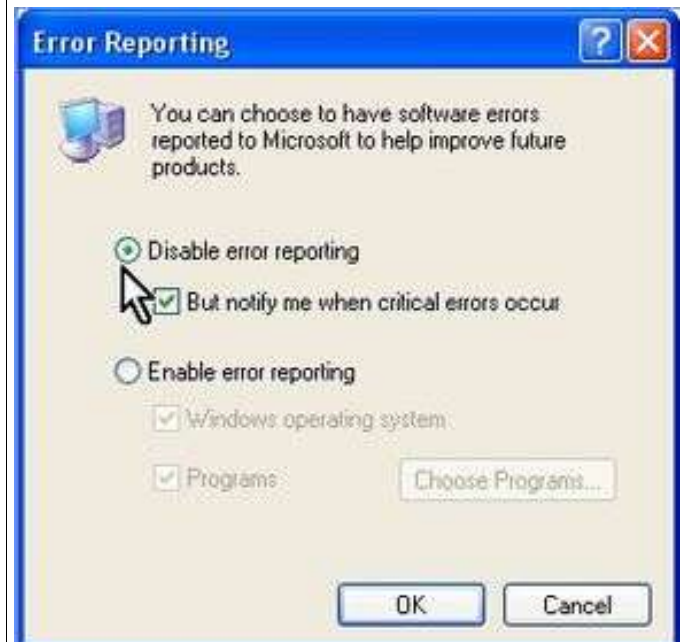 Error Reporting
You can choose to have software errors
reported to Microsoft to help improve future
products.
Disable error reporting
But notify me when critical errors occur
Enable error reporting
Windows operating system
Programs
Choose Programs...
OK
Cancel